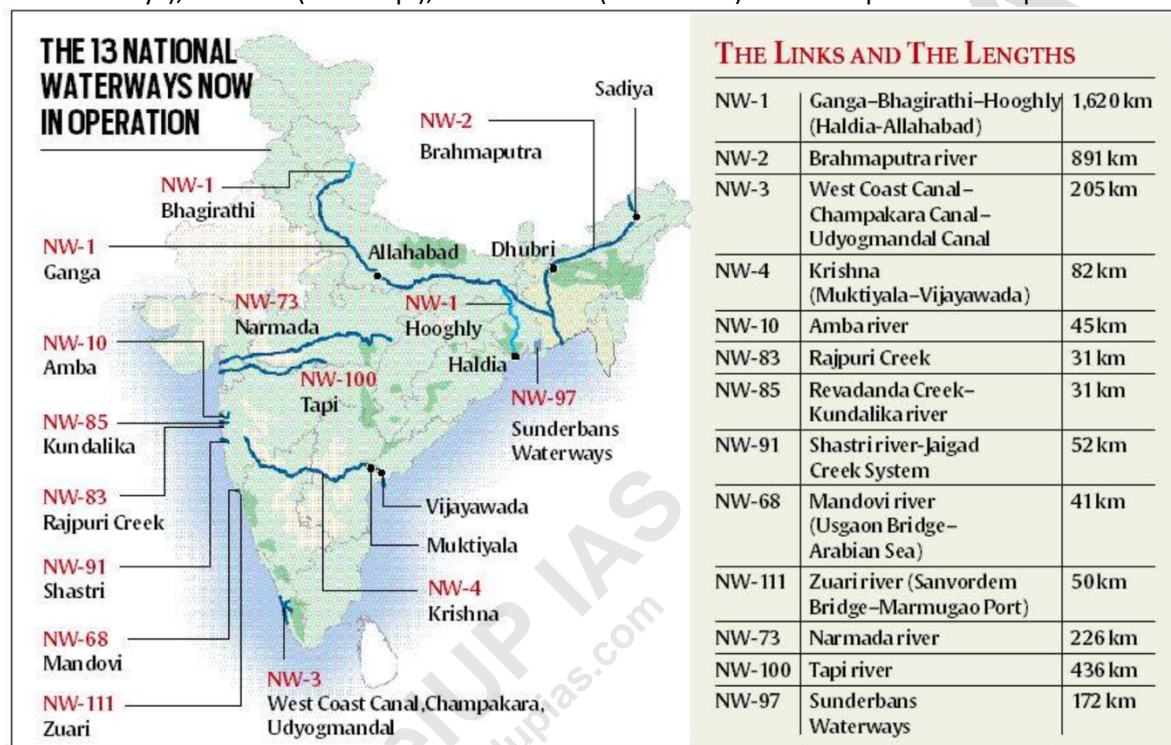 THE 13 NATIONAL
WATERWAYS NOW
IN OPERATION
Sadiya
NW-2
Brahmaputra
NW-1
Bhagirathi
NW-1
Ganga
Allahabad
Dhubri
NW-73
Narmada
NW-1
Hooghly
NW-10
Amba
Haldia
NW-100
Tapi
NW-97
Sunderbans
Waterways
NW-85
Kundalika
NW-83
Rajpuri Creek
Vijayawada
Muktiyala
NW-91
Shastri
NW-4
Krishna
NW-68
Mandovi
NW-3
West Coast Canal,Champakara,
Udyogmandal
NW-111
Zuari
THE LINKS AND THE LENGTHS
NW-1 Ganga–Bhagirathi–Hooghly 1,620 km
(Haldia-Allahabad)
NW-2 Brahmaputra river 891 km
NW-3 West Coast Canal– 205 km
Champakara Canal–
Udyogmandal Canal
NW-4 Krishna 82 km
(Muktiyala–Vijayawada)
NW-10 Amba river 45 km
NW-83 Rajpuri Creek 31 km
NW-85 Revadanda Creek– 31 km
Kundalika river
NW-91 Shastri river-Jaigad 52 km
Creek System
NW-68 Mandovi river 41 km
(Usgaon Bridge–
Arabian Sea)
NW-111 Zuari river (Sanvordem 50 km
Bridge–Marmugao Port)
NW-73 Narmada river 226 km
NW-100 Tapi river 436 km
NW-97 Sunderbans 172 km
Waterways